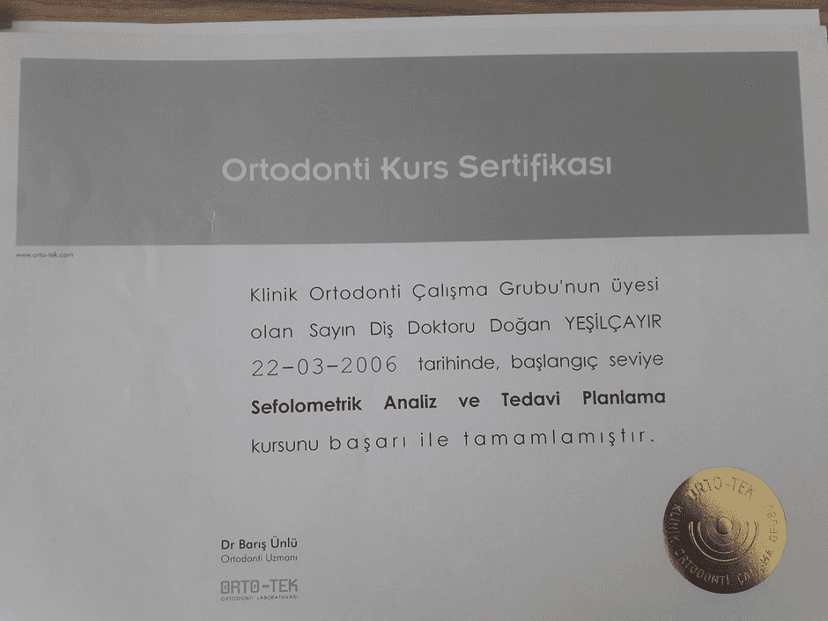 Ortodonti Kurs Sertifikası
www.orto-tek.com
Klinik Ortodonti Çalışma Grubu'nun üyesi
olan Sayın Diş Doktoru Doğan YEŞİLÇAYIR
22-03-2006 tarihinde, başlangıç seviye
Sefolometrik Analiz ve Tedavi Planlama
kursunu başarı ile tamamlamıştır.
Dr Barış Ünlü
Ortodonti Uzmanı
ORTO-TEK
ORTODONTİ LABORATUVARI
ORTO-TEK
KLİNİK ORTODONTİ ÇALIŞMA GRUBU